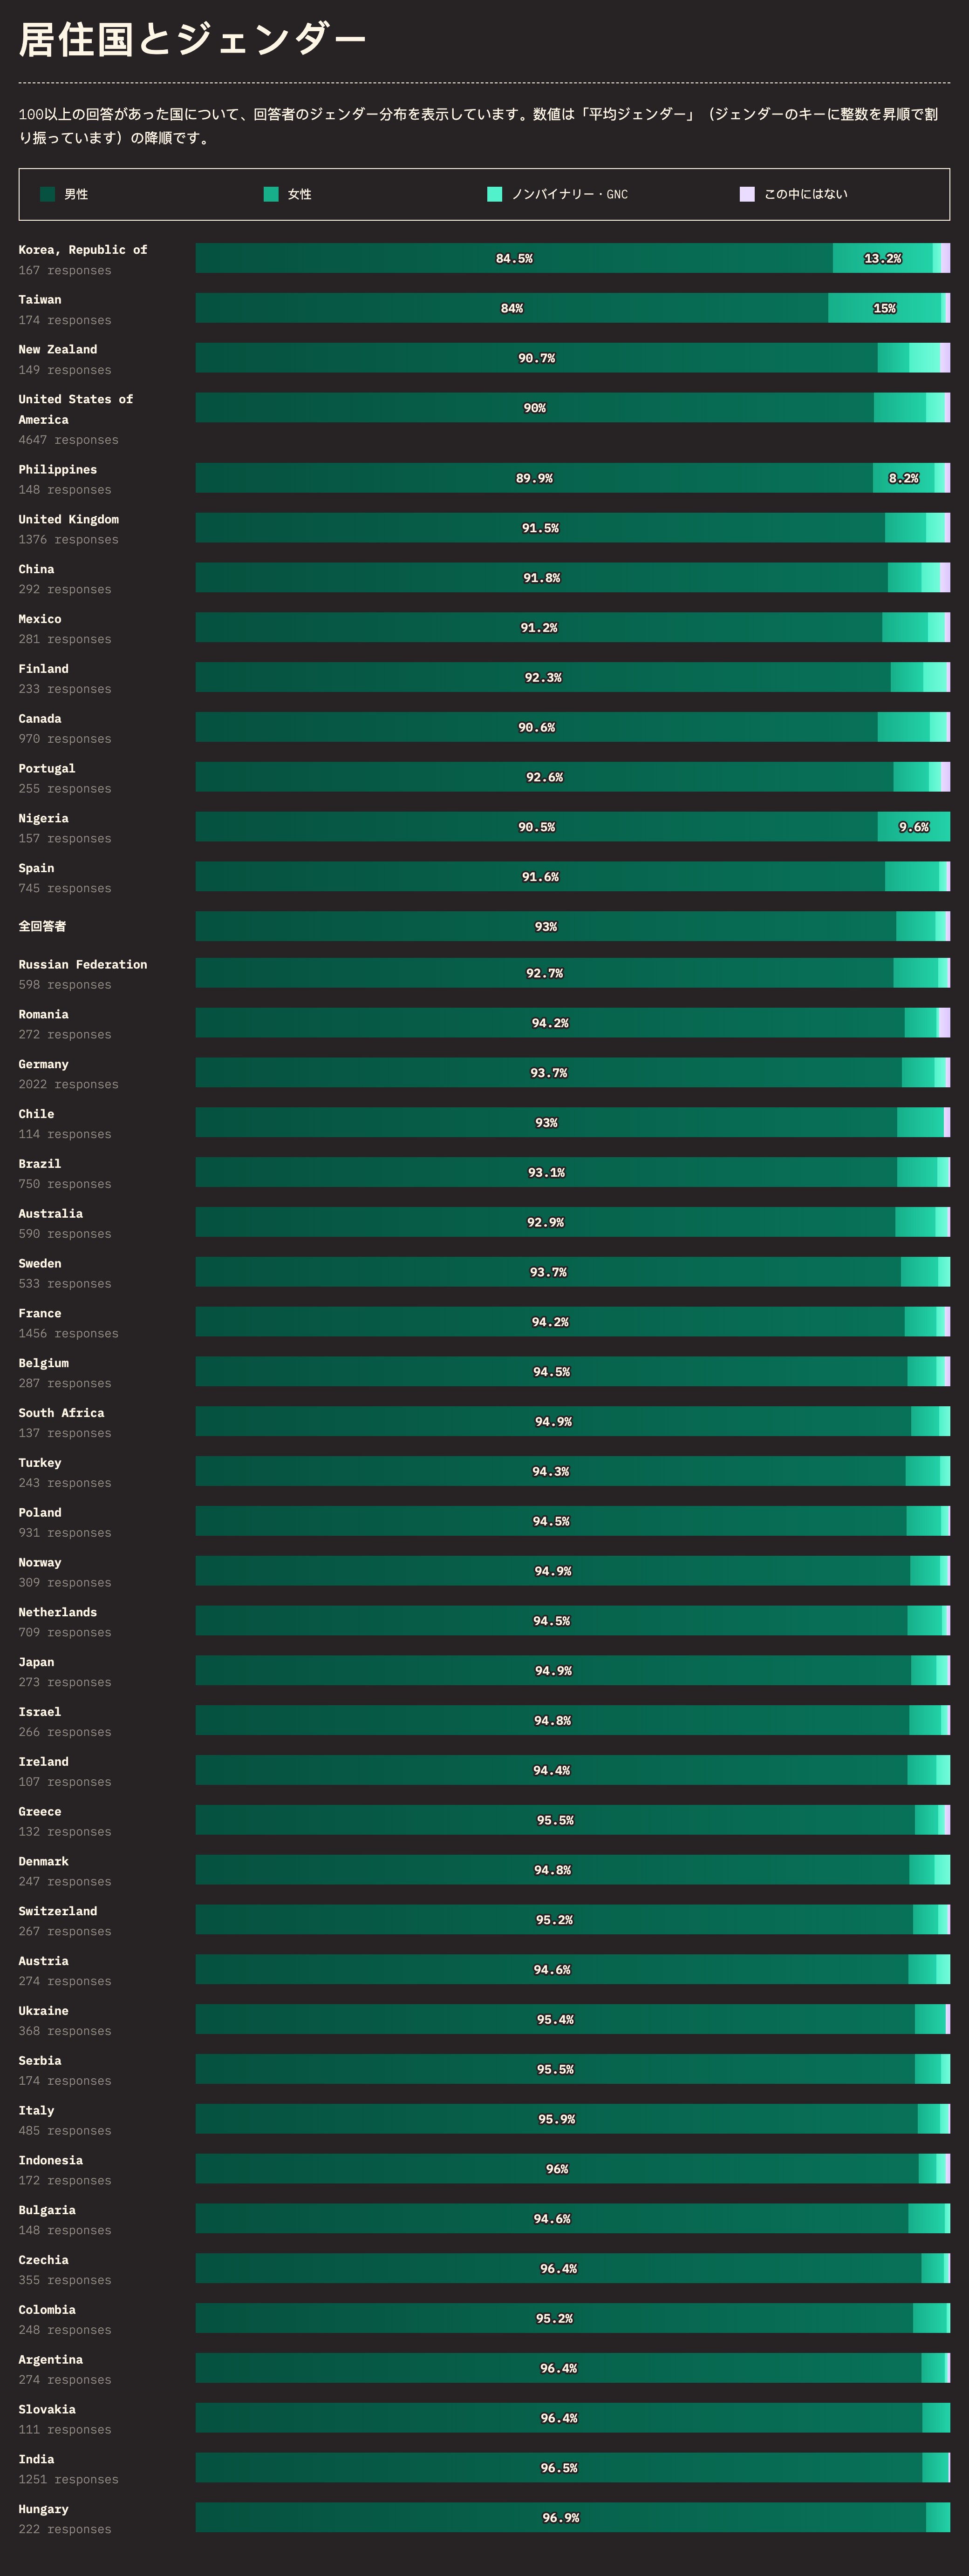 居住国とジェンダー
100以上の回答があった国について、回答者のジェンダー分布を表示しています。数値は「平均ジェンダー」（ジェンダーのキーに整数を昇順で割
り振っています）の降順です。
男性 女性 ノンバイナリー・GNC この中にはない
Korea, Republic of
84.5% 13.2%
167 responses
Taiwan
84% 15%
174 responses
New Zealand
90.7%
149 responses
United States of
90%
America
4647 responses
Philippines
89.9% 8.2%
148 responses
United Kingdom
91.5%
1376 responses
China
91.8%
292 responses
Mexico
91.2%
281 responses
Finland
92.3%
233 responses
Canada
90.6%
970 responses
Portugal
92.6%
255 responses
Nigeria
90.5% 9.6%
157 responses
Spain
91.6%
745 responses
全回答者 93%
Russian Federation
92.7%
598 responses
Romania
94.2%
272 responses
Germany
93.7%
2022 responses
Chile
93%
114 responses
Brazil
93.1%
750 responses
Australia
92.9%
590 responses
Sweden
93.7%
533 responses
France
94.2%
1456 responses
Belgium
94.5%
287 responses
South Africa
94.9%
137 responses
Turkey
94.3%
243 responses
Poland
94.5%
931 responses
Norway
94.9%
309 responses
Netherlands
94.5%
709 responses
Japan
94.9%
273 responses
Israel
94.8%
266 responses
Ireland
94.4%
107 responses
Greece
95.5%
132 responses
Denmark
94.8%
247 responses
Switzerland
95.2%
267 responses
Austria
94.6%
274 responses
Ukraine
95.4%
368 responses
Serbia
95.5%
174 responses
Italy
95.9%
485 responses
Indonesia
96%
172 responses
Bulgaria
94.6%
148 responses
Czechia
96.4%
355 responses
Colombia
95.2%
248 responses
Argentina
96.4%
274 responses
Slovakia
96.4%
111 responses
India
96.5%
1251 responses
Hungary
96.9%
222 responses